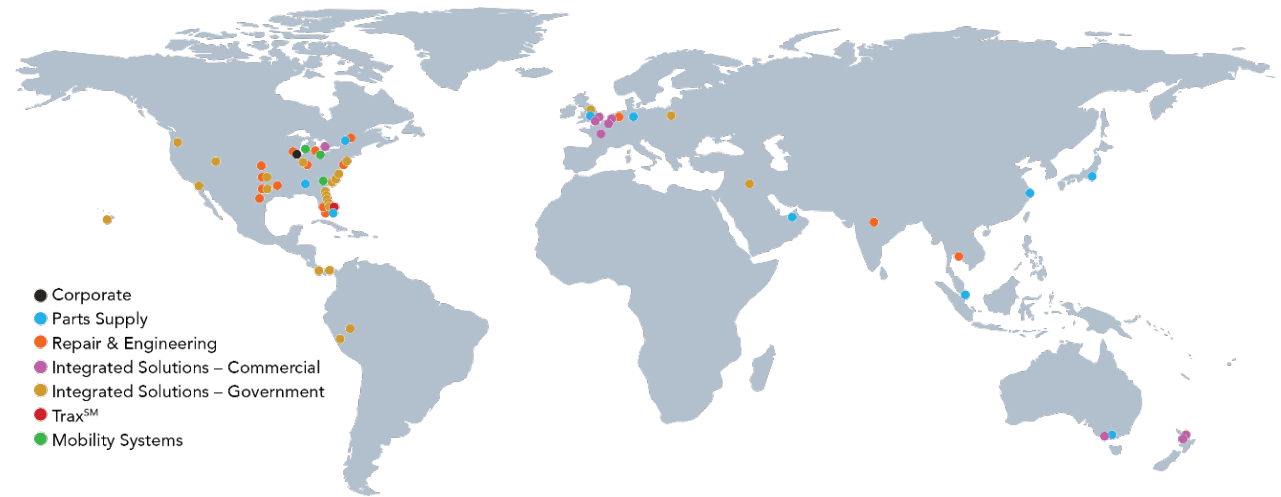 Corporate
Parts Supply
Repair & Engineering
Integrated Solutions – Commercial
Integrated Solutions – Government
Trax℠
Mobility Systems